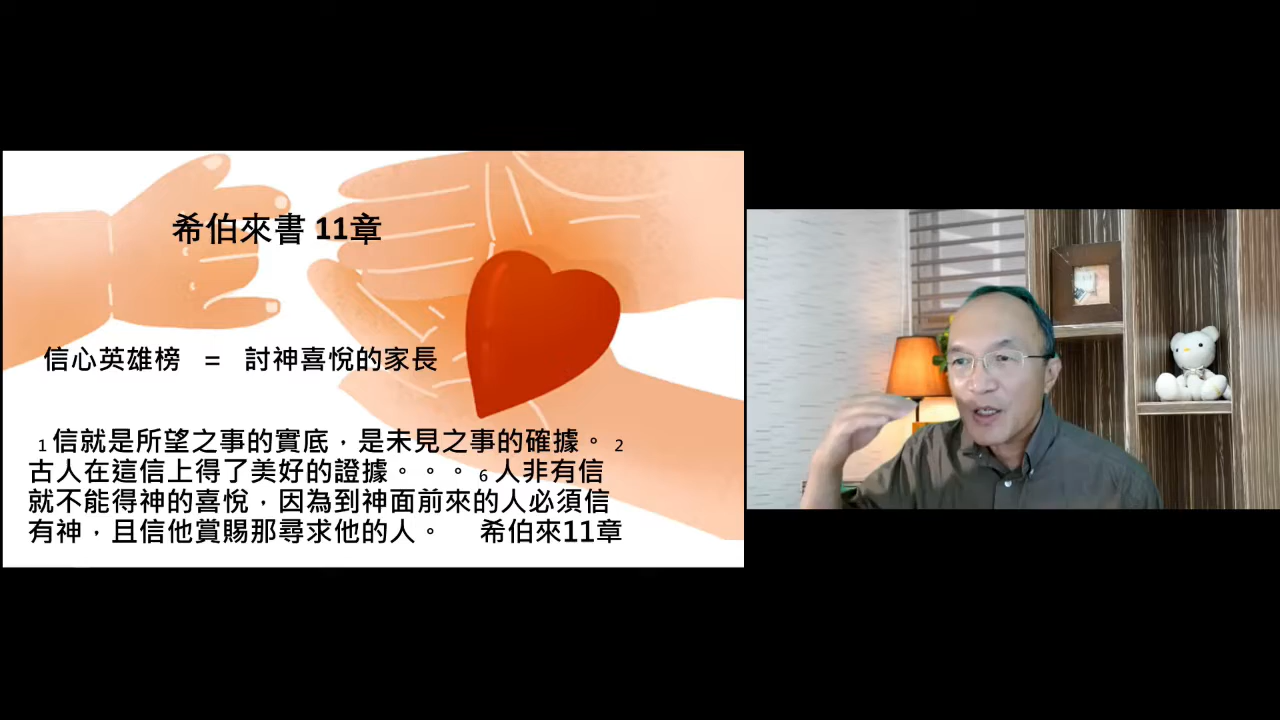 希伯來書 11章
信心英雄榜 = 討神喜悅的家長
1 信就是所望之事的實底，是未見之事的確據。2
古人在這信上得了美好的證據。。。6 人非有信
就不能得神的喜悅，因為到神面前來的人必須信
有神，且信他賞賜那尋求他的人。 希伯來11章